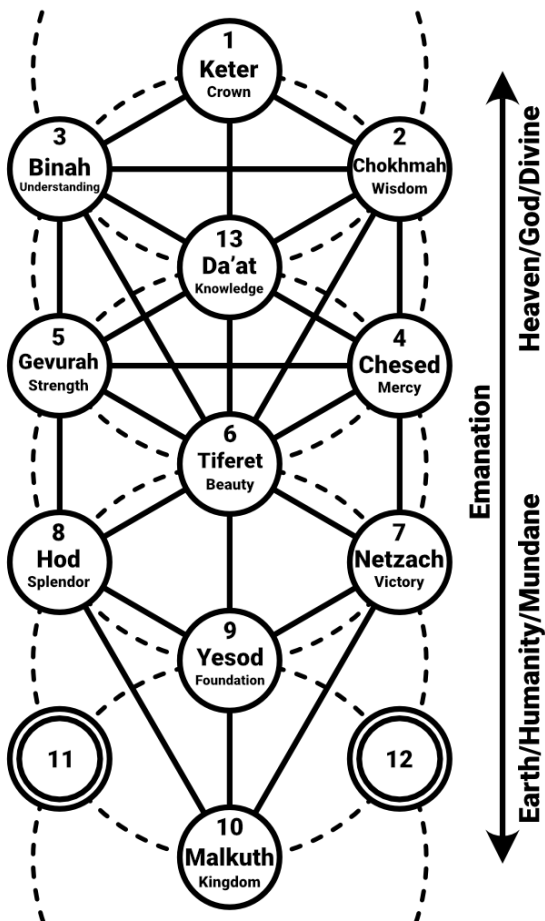 1
Keter
Crown
3
Binah
Understanding
2
Chokhmah
Wisdom
13
Da'at
Knowledge
5
Gevurah
Strength
4
Chesed
Mercy
6
Tiferet
Beauty
8
Hod
Splendor
7
Netzach
Victory
9
Yesod
Foundation
11
12
10
Malkuth
Kingdom
Emanation
Heaven/God/Divine
Earth/Humanity/Mundane